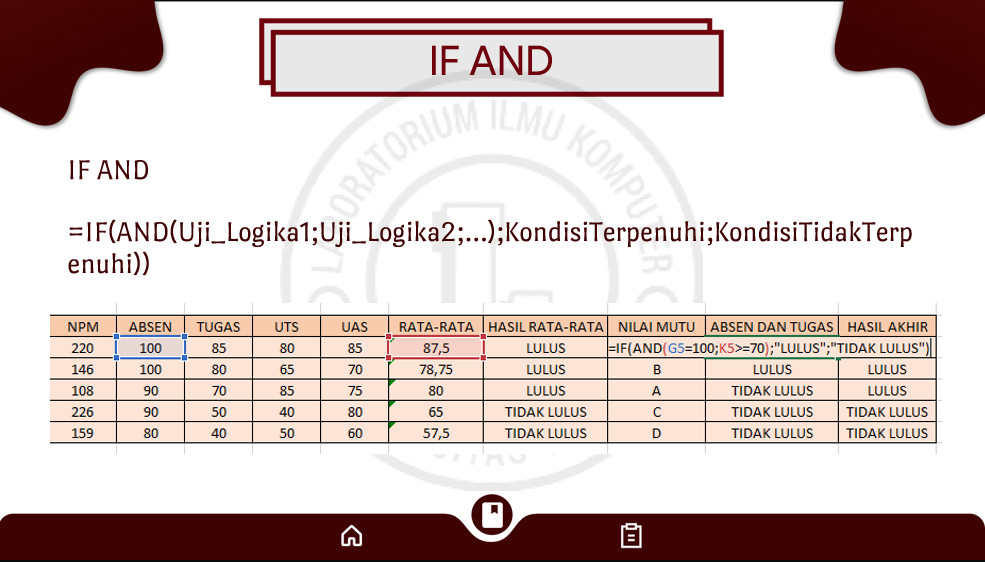 IF AND
LABORATORIUM ILMU KOMPUTER
IF AND
=IF(AND(Uji_Logika1;Uji_Logika2;...);KondisiTerpenuhi;KondisiTidakTerp
enuhi))
NPM ABSEN TUGAS UTS UAS RATA-RATA HASIL RATA-RATA NILAI MUTU ABSEN DAN TUGAS HASIL AKHIR
220 100 85 80 85 87,5 LULUS =IF(AND(G5=100;K5>=70);"LULUS";"TIDAK LULUS")
146 100 80 65 70 78,75 LULUS B LULUS LULUS
108 90 70 85 75 80 LULUS A TIDAK LULUS LULUS
226 90 50 40 80 65 TIDAK LULUS C TIDAK LULUS TIDAK LULUS
159 80 40 50 60 57,5 TIDAK LULUS D TIDAK LULUS TIDAK LULUS